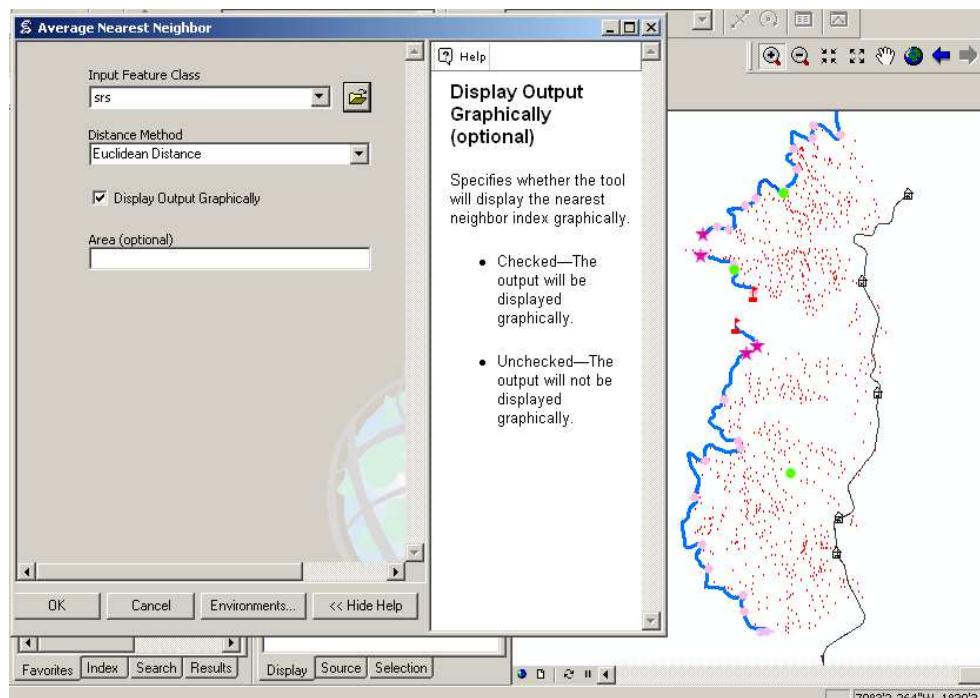 Average Nearest Neighbor
Input Feature Class
srs
Distance Method
Euclidean Distance
Display Output Graphically
Area (optional)
OK
Cancel
Environments...
<< Hide Help
Help
Display Output
Graphically
(optional)
Specifies whether the tool
will display the nearest
neighbor index graphically.
• Checked—The
output will be
displayed
graphically.
• Unchecked—The
output will not be
displayed
graphically.
Favorites
Index
Search
Results
Display
Source
Selection